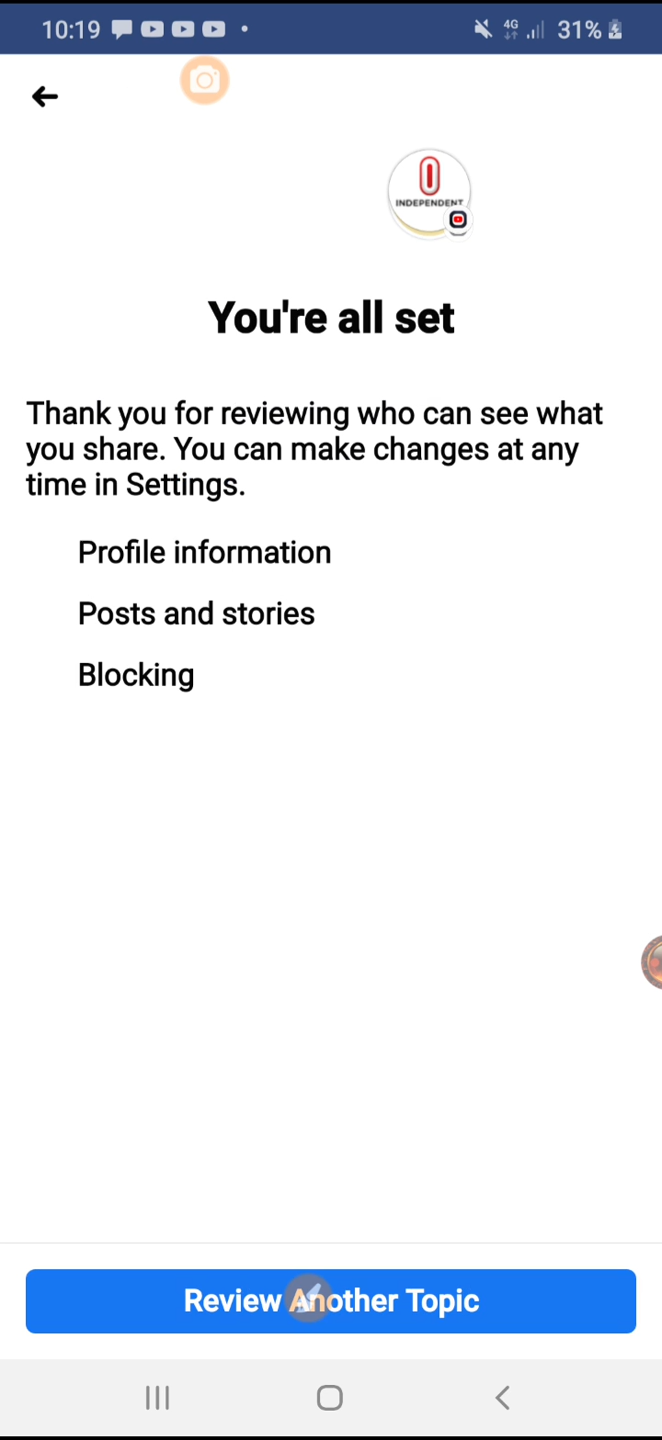 10:19
4G
31%
INDEPENDENT
You're all set
Thank you for reviewing who can see what
you share. You can make changes at any
time in Settings.
Profile information
Posts and stories
Blocking
Review Another Topic